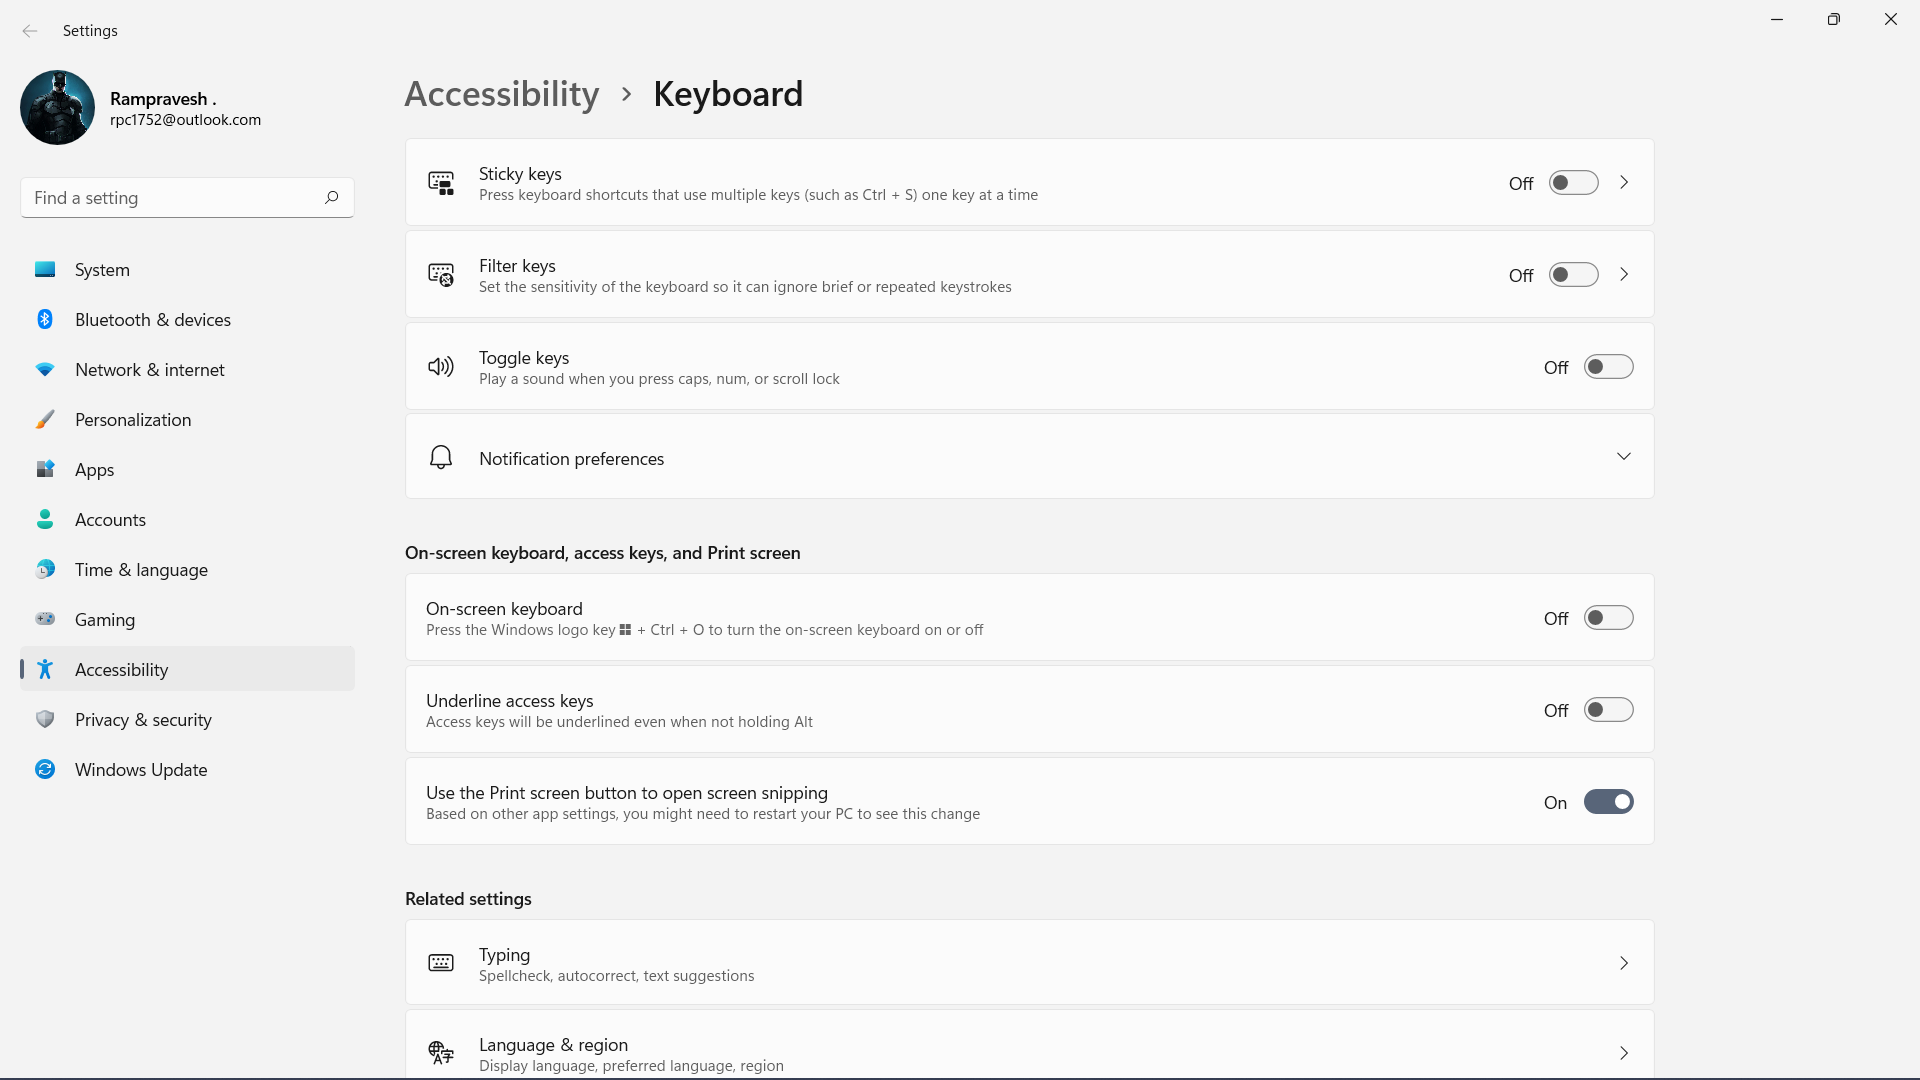 Settings
Rampravesh .
rpc1752@outlook.com
Find a setting
System
Bluetooth & devices
Network & internet
Personalization
Apps
Accounts
Time & language
Gaming
Accessibility
Privacy & security
Windows Update
Accessibility > Keyboard
Sticky keys
Press keyboard shortcuts that use multiple keys (such as Ctrl + S) one key at a time
Off
Filter keys
Set the sensitivity of the keyboard so it can ignore brief or repeated keystrokes
Off
Toggle keys
Play a sound when you press caps, num, or scroll lock
Off
Notification preferences
On-screen keyboard, access keys, and Print screen
On-screen keyboard
Press the Windows logo key + Ctrl + O to turn the on-screen keyboard on or off
Off
Underline access keys
Access keys will be underlined even when not holding Alt
Off
Use the Print screen button to open screen snipping
Based on other app settings, you might need to restart your PC to see this change
On
Related settings
Typing
Spellcheck, autocorrect, text suggestions
Language & region
Display language, preferred language, region